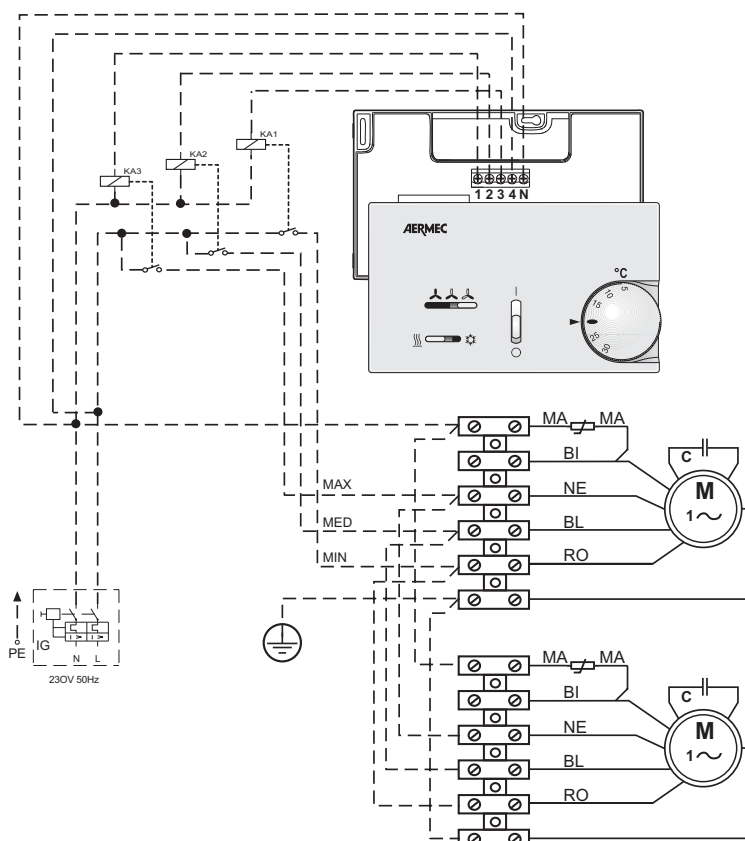 KA1
KA2
KA3
1 2 3 4 N
AERMEC
°C
5
10
15
25
30
MA MA
BI
C
M
1
NE
MAX
BL
MED
RO
MIN
PE
IG
N L
23OV 50Hz
MA MA
BI
C
M
1
NE
BL
RO